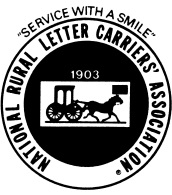 "SERVICE WITH A SMILE"
NATIONAL RURAL LETTER CARRIERS' ASSOCIATION
1903
®